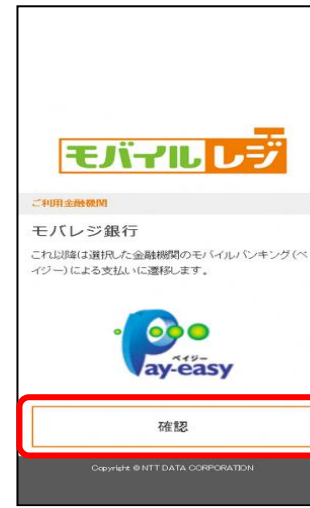 モバイルレジ
ご利用金融機関
モバレジ銀行
これ以降は選択した金融機関のモバイルバンキング(ペ
イジー)による支払いに遷移します。
ペイジー
Pay-easy
確認
Copyright © NTT DATA CORPORATION